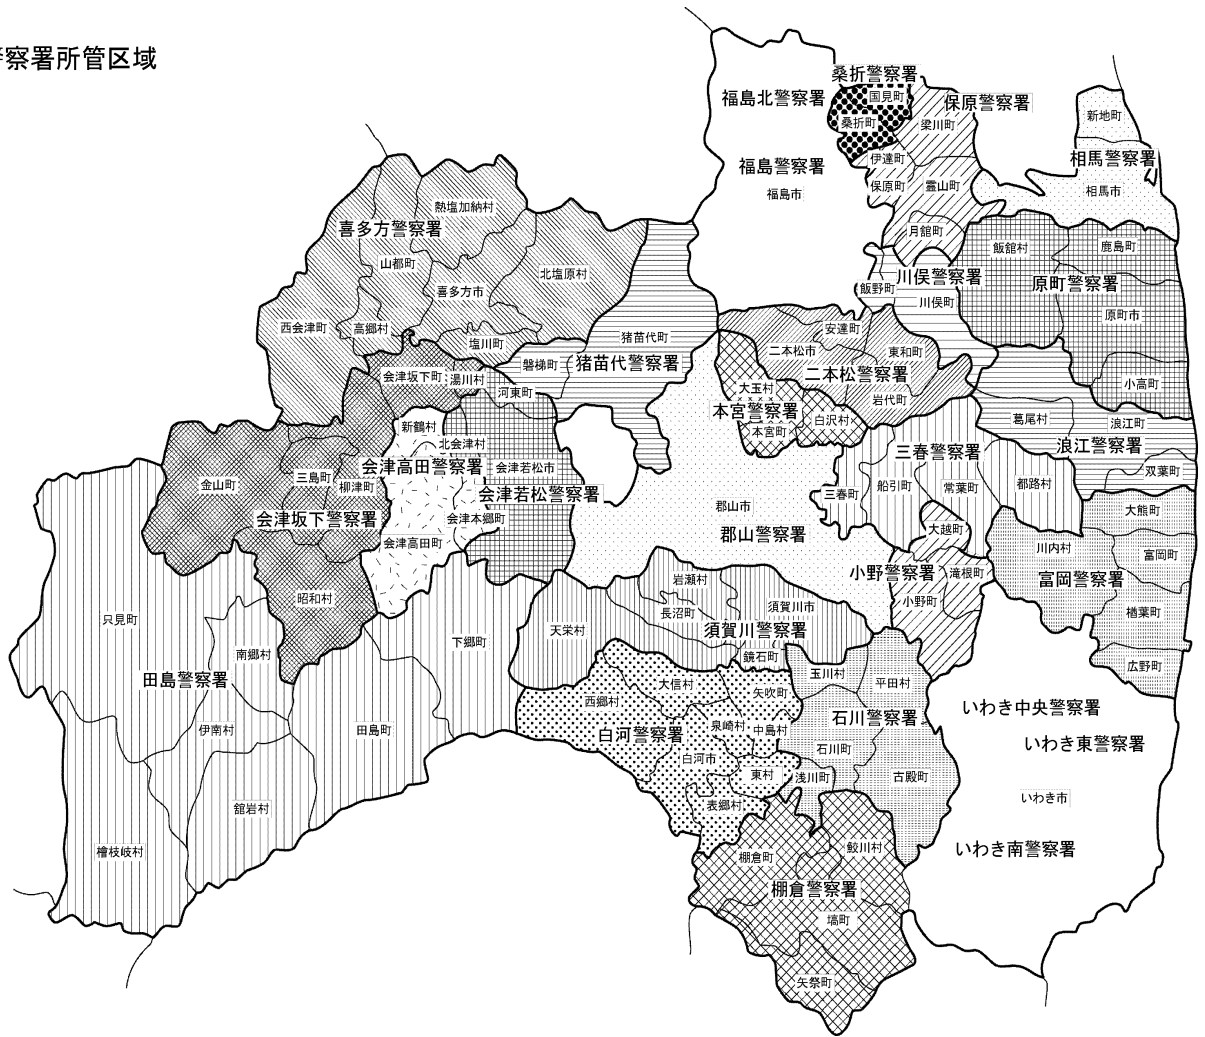 警察署所管区域
桑折警察署
国見町
福島北警察署
保原警察署
桑折町
梁川町
新地町
伊達町
相馬警察署
福島警察署
保原町
霊山町
相馬市
福島市
熱塩加納村
喜多方警察署
月舘町
飯舘村
鹿島町
山都町
北塩原村
川俣警察署
原町警察署
喜多方市
飯野町
川俣町
原町市
西会津町
高郷村
安達町
猪苗代町
塩川町
二本松市
東和町
磐梯町
猪苗代警察署
会津坂下町
湯川村
二本松警察署
小高町
河東町
大玉村
岩代町
本宮警察署
葛尾村
新鶴村
白沢村
浪江町
本宮町
浪江警察署
北会津村
三春警察署
会津高田警察署
会津若松市
双葉町
三島町
金山町
柳津町
船引町
常葉町
都路村
会津若松警察署
三春町
郡山市
大熊町
会津坂下警察署
会津本郷町
大越町
郡山警察署
会津高田町
川内村
富岡町
小野警察署
滝根町
富岡警察署
岩瀬村
昭和村
小野町
須賀川市
長沼町
楢葉町
只見町
天栄村
須賀川警察署
下郷町
南郷村
鏡石町
広野町
玉川村
田島警察署
大信村
平田村
矢吹町
西郷村
いわき中央警察署
石川警察署
伊南村
田島町
泉崎村
中島村
白河警察署
いわき東警察署
石川町
白河市
東村
浅川町
古殿町
いわき市
舘岩村
表郷村
檜枝岐村
鮫川村
いわき南警察署
棚倉町
棚倉警察署
塙町
矢祭町